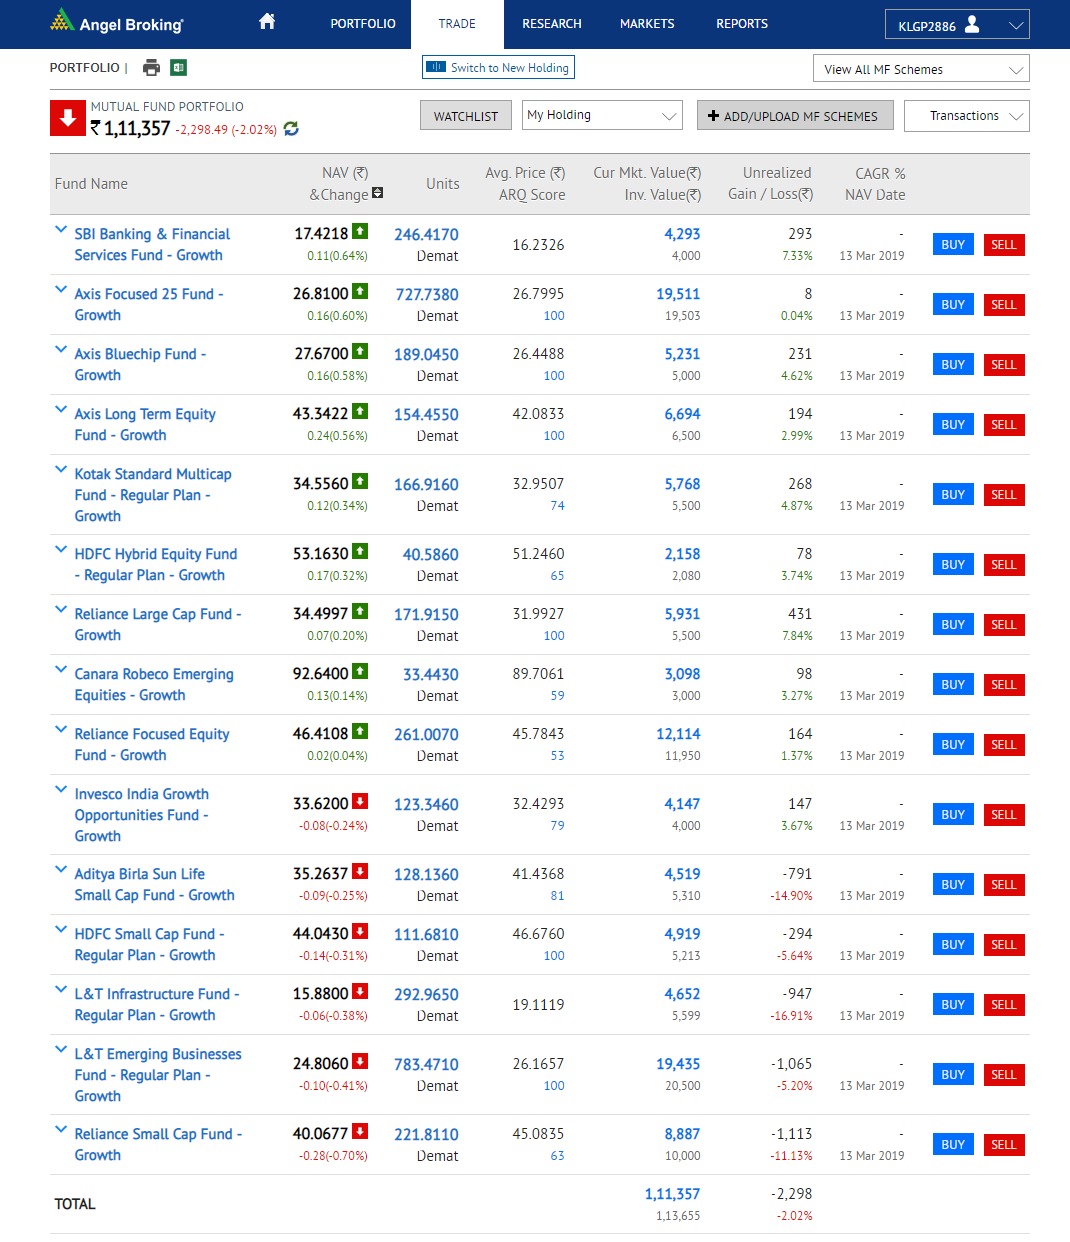 Angel Broking
PORTFOLIO TRADE RESEARCH MARKETS REPORTS KLGP2886
PORTFOLIO | Switch to New Holding View All MF Schemes
MUTUAL FUND PORTFOLIO
₹ 1,11,357 -2,298.49 (-2.02%) WATCHLIST My Holding + ADD/UPLOAD MF SCHEMES Transactions
Fund Name NAV (₹) &Change Units Avg. Price (₹) ARQ Score Cur Mkt. Value(₹) Inv. Value(₹) Unrealized Gain / Loss(₹) CAGR % NAV Date
SBI Banking & Financial 17.4218 246.4170 16.2326 4,293 293 - BUY SELL
Services Fund - Growth 0.11(0.64%) Demat 4,000 7.33% 13 Mar 2019
Axis Focused 25 Fund - 26.8100 727.7380 26.7995 19,511 8 - BUY SELL
Growth 0.16(0.60%) Demat 100 19,503 0.04% 13 Mar 2019
Axis Bluechip Fund - 27.6700 189.0450 26.4488 5,231 231 - BUY SELL
Growth 0.16(0.58%) Demat 100 5,000 4.62% 13 Mar 2019
Axis Long Term Equity 43.3422 154.4550 42.0833 6,694 194 - BUY SELL
Fund - Growth 0.24(0.56%) Demat 100 6,500 2.99% 13 Mar 2019
Kotak Standard Multicap
Fund - Regular Plan - 34.5560 166.9160 32.9507 5,768 268 - BUY SELL
Growth 0.12(0.34%) Demat 74 5,500 4.87% 13 Mar 2019
HDFC Hybrid Equity Fund 53.1630 40.5860 51.2460 2,158 78 - BUY SELL
- Regular Plan - Growth 0.17(0.32%) Demat 65 2,080 3.74% 13 Mar 2019
Reliance Large Cap Fund - 34.4997 171.9150 31.9927 5,931 431 - BUY SELL
Growth 0.07(0.20%) Demat 100 5,500 7.84% 13 Mar 2019
Canara Robeco Emerging 92.6400 33.4430 89.7061 3,098 98 - BUY SELL
Equities - Growth 0.13(0.14%) Demat 59 3,000 3.27% 13 Mar 2019
Reliance Focused Equity 46.4108 261.0070 45.7843 12,114 164 - BUY SELL
Fund - Growth 0.02(0.04%) Demat 53 11,950 1.37% 13 Mar 2019
Invesco India Growth
Opportunities Fund - 33.6200 123.3460 32.4293 4,147 147 - BUY SELL
Growth -0.08(-0.24%) Demat 79 4,000 3.67% 13 Mar 2019
Aditya Birla Sun Life 35.2637 128.1360 41.4368 4,519 -791 - BUY SELL
Small Cap Fund - Growth -0.09(-0.25%) Demat 81 5,310 -14.90% 13 Mar 2019
HDFC Small Cap Fund - 44.0430 111.6810 46.6760 4,919 -294 - BUY SELL
Regular Plan - Growth -0.14(-0.31%) Demat 100 5,213 -5.64% 13 Mar 2019
L&T Infrastructure Fund - 15.8800 292.9650 19.1119 4,652 -947 - BUY SELL
Regular Plan - Growth -0.06(-0.38%) Demat 5,599 -16.91% 13 Mar 2019
L&T Emerging Businesses
Fund - Regular Plan - 24.8060 783.4710 26.1657 19,435 -1,065 - BUY SELL
Growth -0.10(-0.41%) Demat 100 20,500 -5.20% 13 Mar 2019
Reliance Small Cap Fund - 40.0677 221.8110 45.0835 8,887 -1,113 - BUY SELL
Growth -0.28(-0.70%) Demat 63 10,000 -11.13% 13 Mar 2019
TOTAL 1,11,357 -2,298
1,13,655 -2.02%